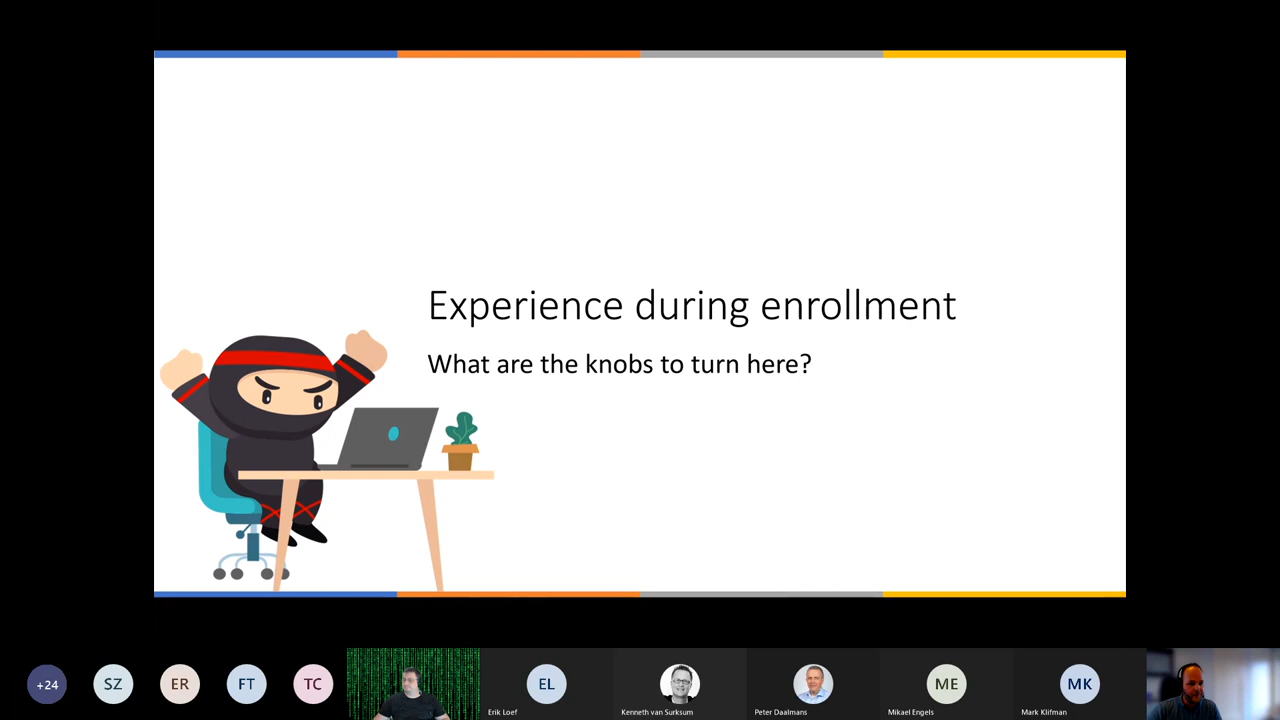 Experience during enrollment
What are the knobs to turn here?
+24
SZ
ER
FT
TC
EL
ME
MK
Erik Loef
Kenneth van Surksum
Peter Daalmans
Mikael Engels
Mark Klifman